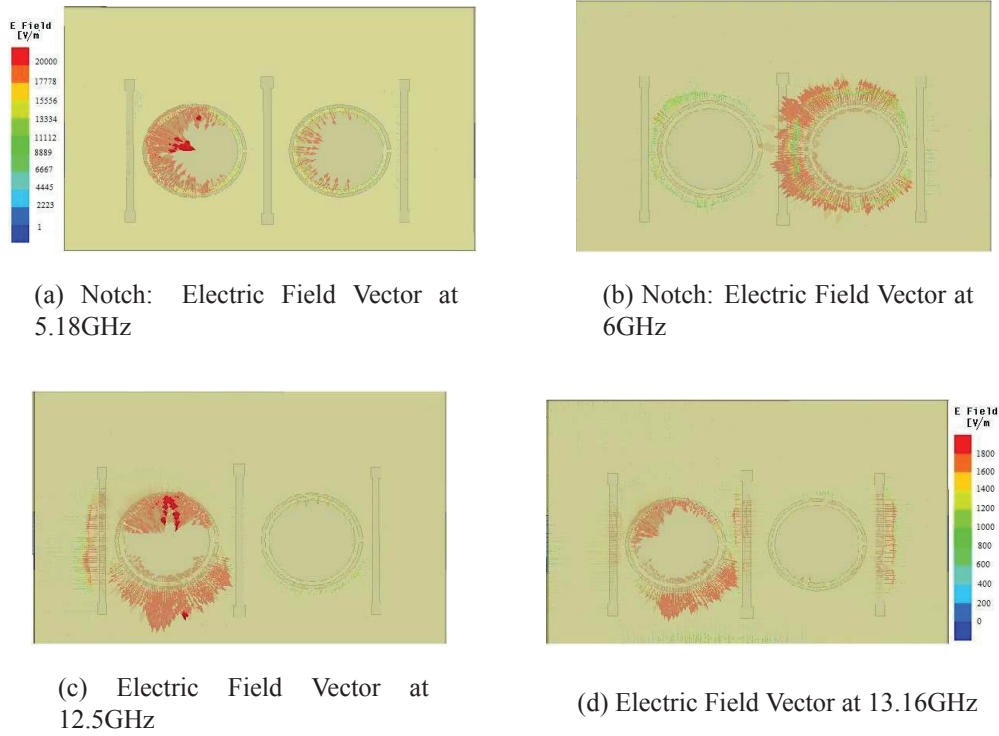 E Field
[V/m
20000
17778
15556
13334
11112
8889
6667
4445
2223
1
(a) Notch: Electric Field Vector at
5.18GHz
(b) Notch: Electric Field Vector at
6GHz
(c) Electric Field Vector at
12.5GHz
E Field
[V/m
1800
1600
1400
1200
1000
800
600
400
200
0
(d) Electric Field Vector at 13.16GHz